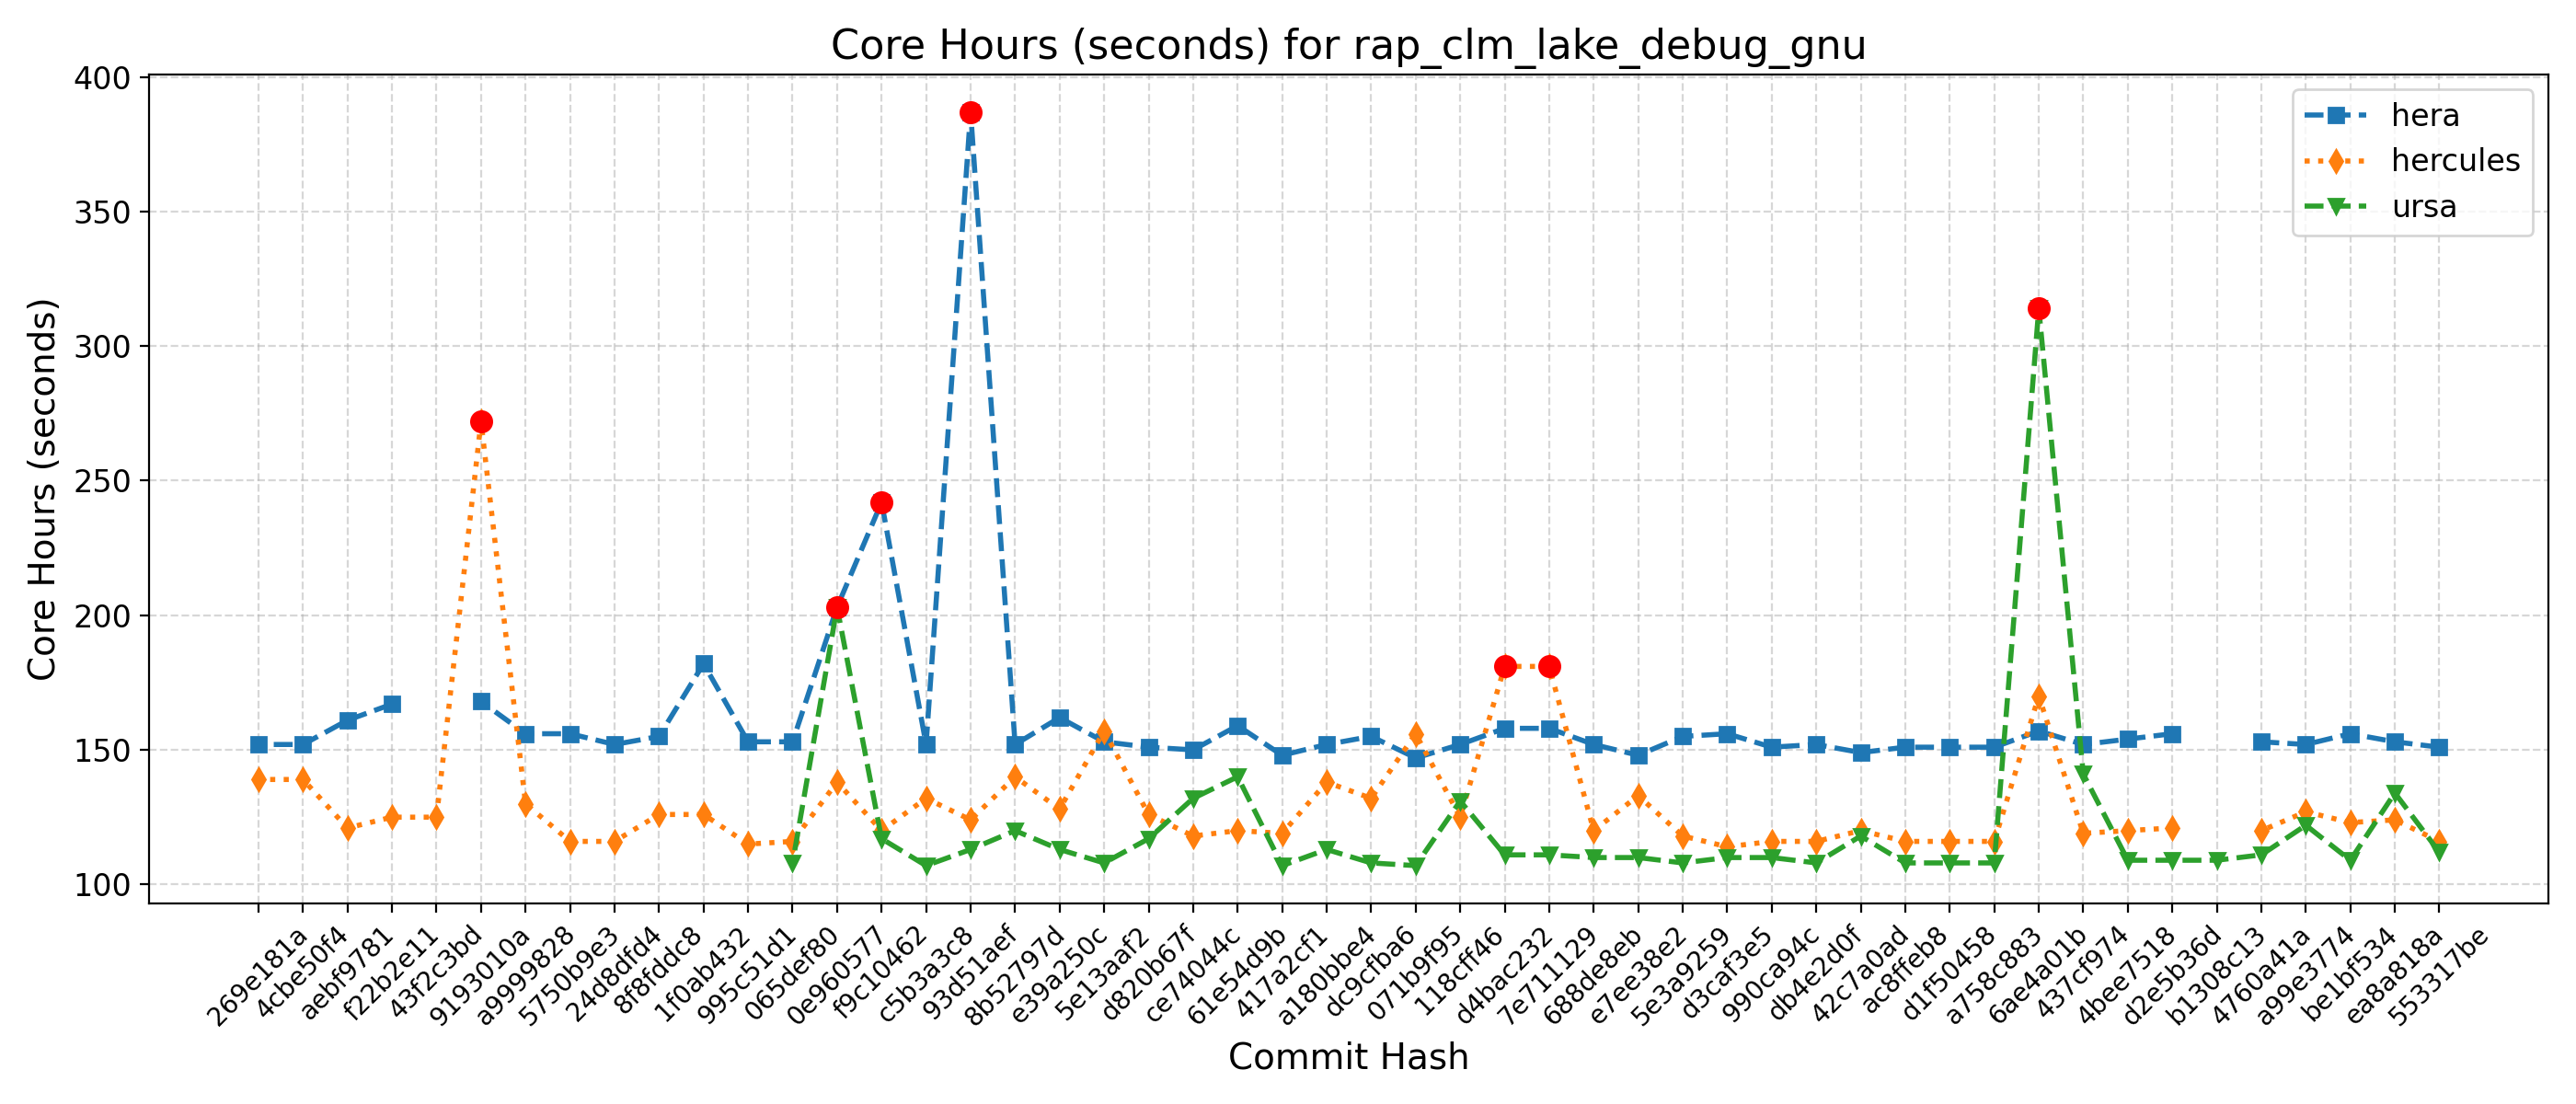 Core Hours (seconds) for rap_clm_lake_debug_gnu
Core Hours (seconds)
400
350
300
250
200
150
100
hera
hercules
ursa
269e181a
4cbe50f4
aebf9781
f22b2e11
43f2c3bd
9193010a
a9999828
5750b9e3
24d8dfd4
8f8fddc8
1f0ab432
995c51d1
065def80
0e960577
f9c10462
c5b3a3c8
93d51aef
8b52797d
e39a250c
5e13aaf2
d820b67f
ce74044c
61e54d9b
417a2cf1
a180bbe4
dc9cfba6
071b9f95
118cff46
d4bac232
7e711129
688de8eb
e7ee38e2
5e3a9259
d3caf3e5
990ca94c
db4e2d0f
42c7a0ad
ac8ffeb8
d1f50458
a758c883
6ae4a01b
437cf974
4bee7518
d2e5b36d
b1308c13
4760a41a
a99e3774
be1bf534
ea8a818a
553317be
Commit Hash